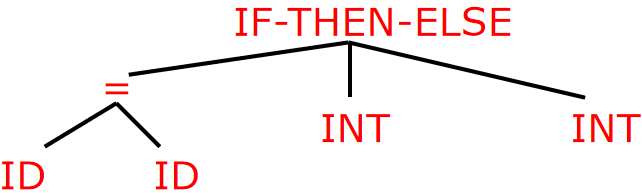 IF-THEN-ELSE
=
INT INT
ID ID